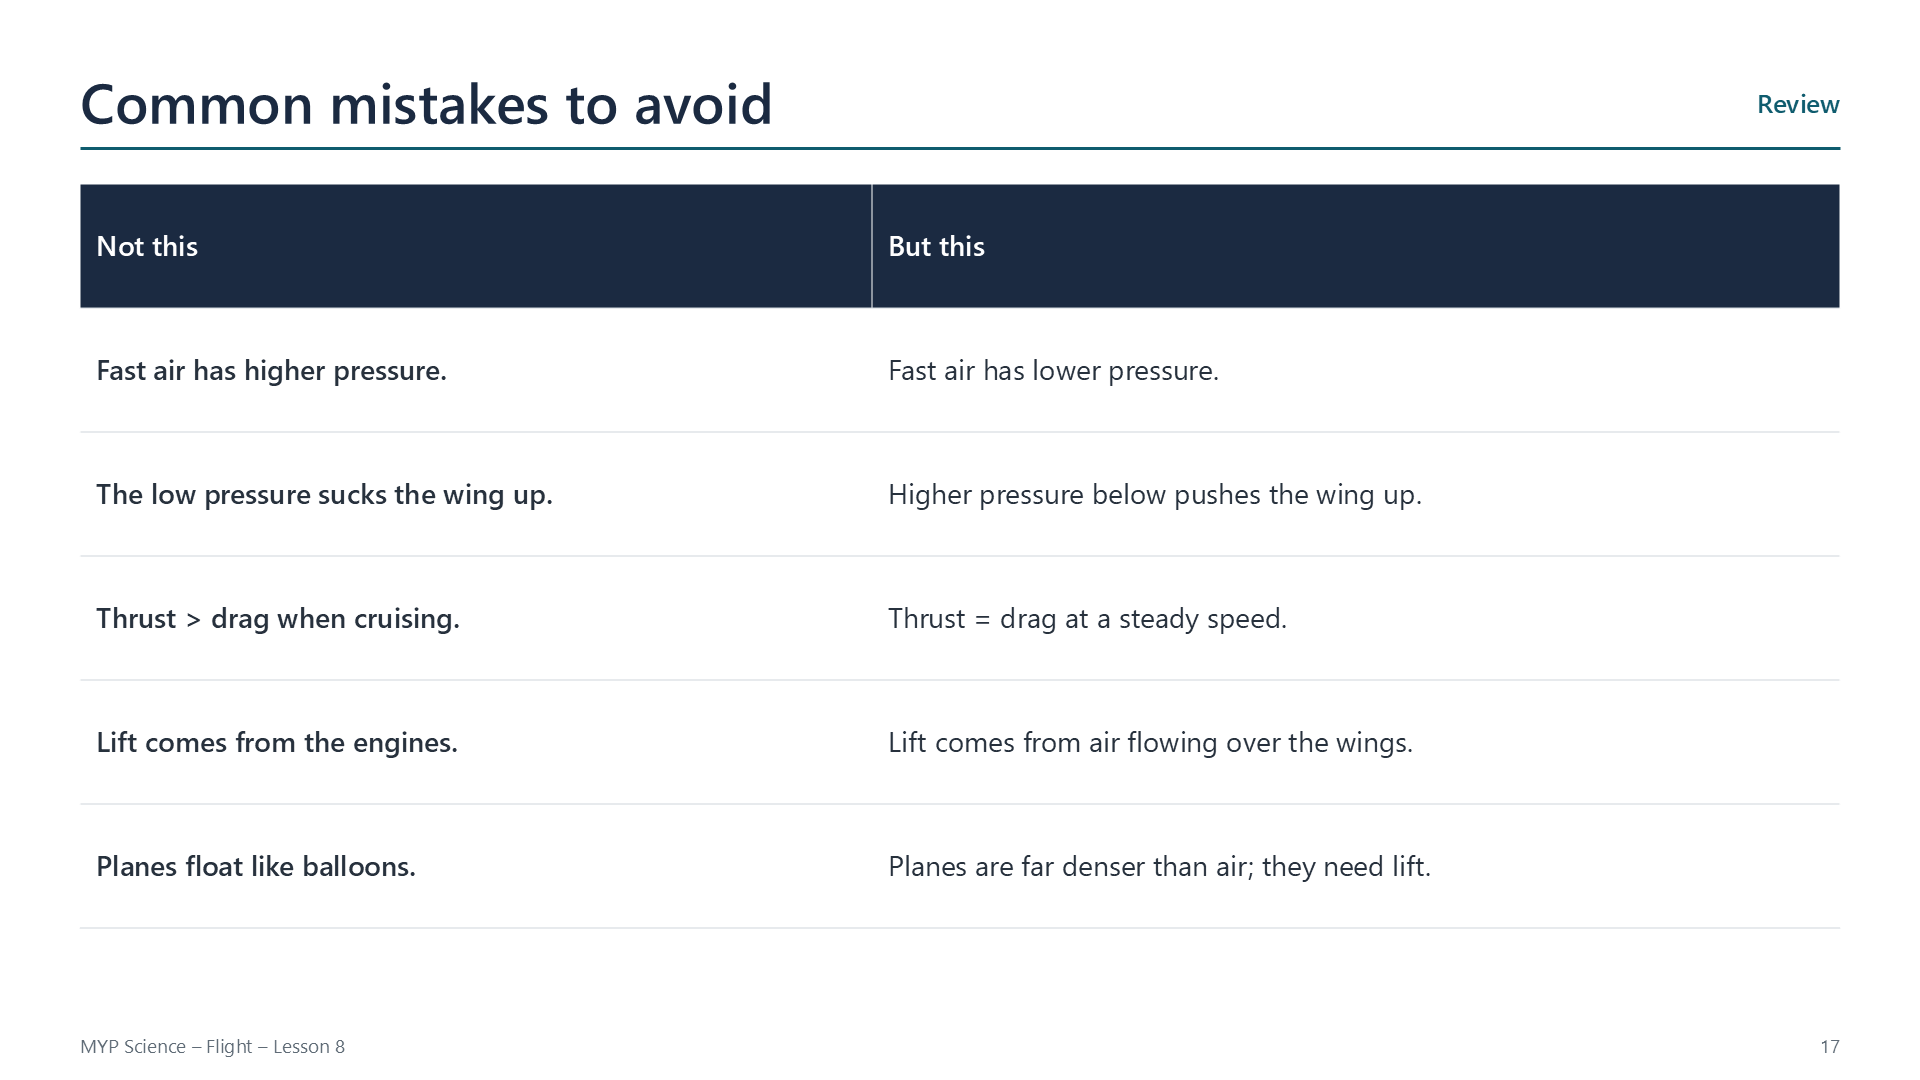 Common mistakes to avoid
Review
Not this
But this
Fast air has higher pressure.
Fast air has lower pressure.
The low pressure sucks the wing up.
Higher pressure below pushes the wing up.
Thrust > drag when cruising.
Thrust = drag at a steady speed.
Lift comes from the engines.
Lift comes from air flowing over the wings.
Planes float like balloons.
Planes are far denser than air; they need lift.
MYP Science – Flight – Lesson 8
17